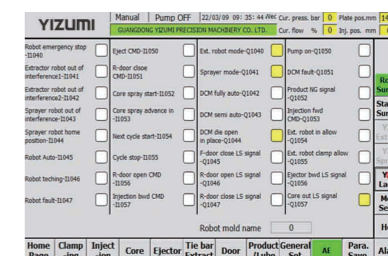 YIZUMI
Manual Pump OFF 22/03/09 09: 35: 44 Wed Cur. press. bar 0 Plate pos.mm
GUANGDONG YIZUMI PRECISION MACHINERY CO. LTD. Cur. flow % 0 Inj. pos. mm
Robot emergency stop -I1040 Eject CMD-I1050 Ext. robot mode-Q1040 Pump on-Q1050
Extractor robot out of interference1-I1041 R-door close CMD-I1051 Sprayer mode-Q1041 DCM fault-Q1051
Extractor robot out of interference2-I1042 Core spray start-I1052 DCM fully auto-Q1042 Product NG signal -Q1052
Sprayer robot out of interference-I1043 Core spray advance in -I1053 DCM semi auto-Q1043 Injection fwd CMD-Q1053
Sprayer robot home position-I1044 Next cycle start-I1054 DCM die open in place-Q1044 Ext. robot in allow -Q1054
Robot Auto-I1045 Cycle stop-I1055 F-door close LS signal -Q1045 Ext. robot clamp allow -Q1055
Robot teching-I1046 R-door open CMD -I1056 R-door open LS signal -Q1046 Ejector bwd LS signal -Q1056
Robot fault-I1047 Injection bwd CMD -I1057 R-door close LS signal -Q1047 Core out LS signal -Q1057
Robot mold name 0
Home Page Clamp -ing Inject -ion Core Ejector Tie bar Extract Door Product /Lube General Set AE Para. Save